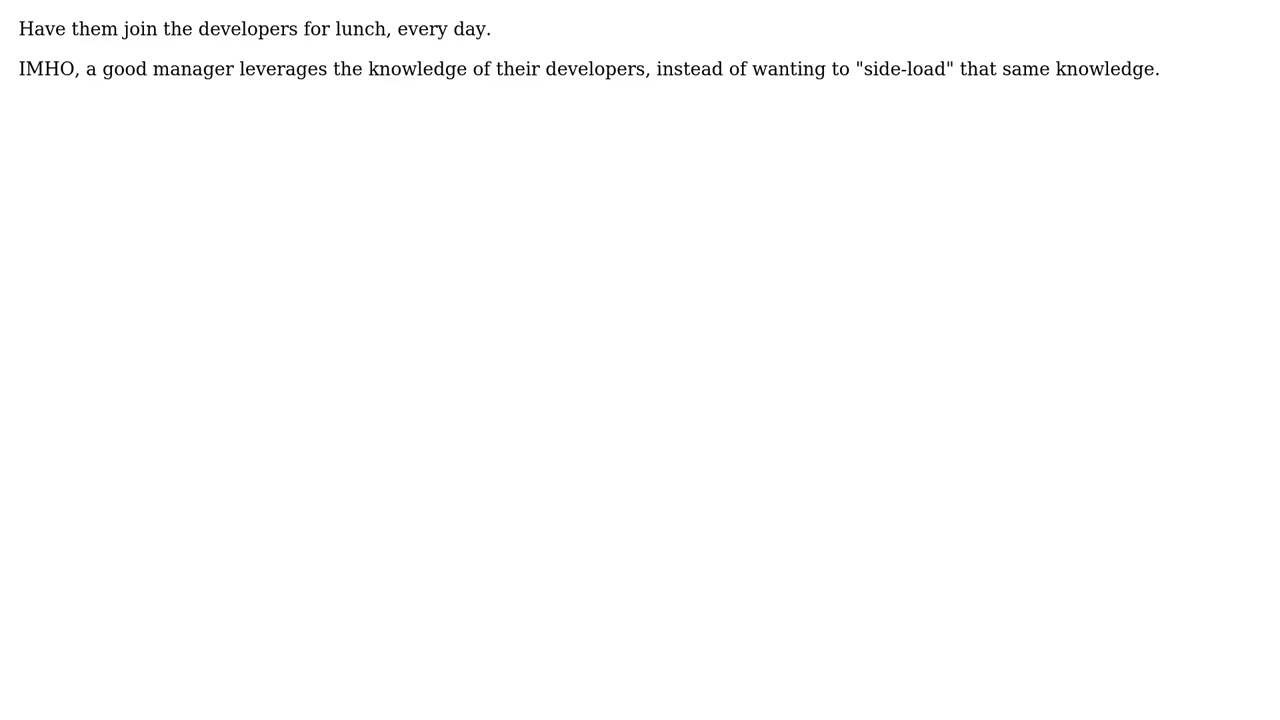 Have them join the developers for lunch, every day.
IMHO, a good manager leverages the knowledge of their developers, instead of wanting to "side-load" that same knowledge.